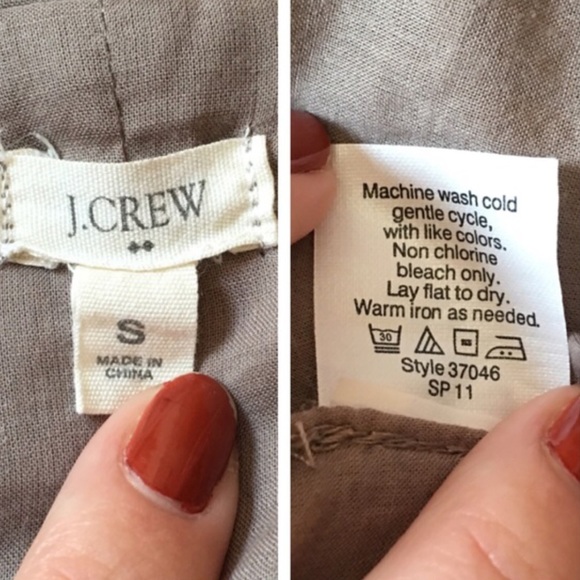 J.CREW
S
MADE IN
CHINA
Machine wash cold
gentle cycle,
with like colors.
Non chlorine
bleach only.
Lay flat to dry.
Warm iron as needed.
30
Style 37046
SP 11